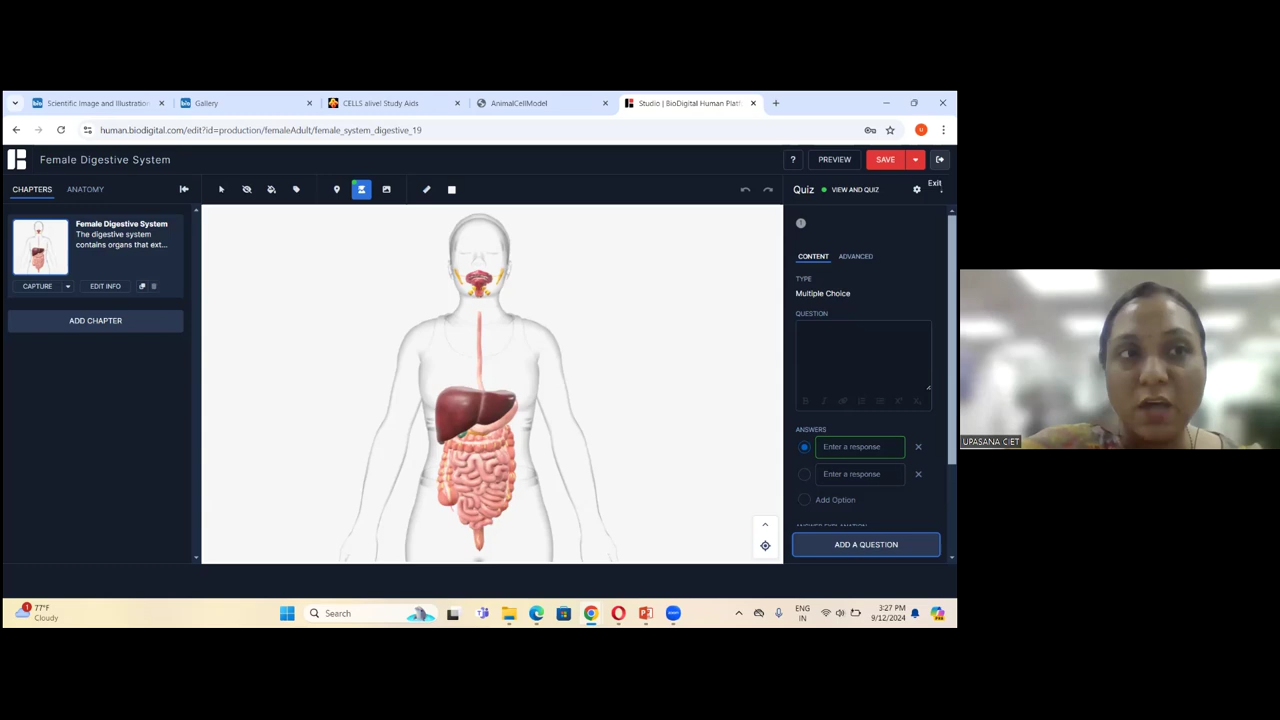 Scientific Image and Illustration
Gallery
CELLS alive! Study Aids
AnimalCellModel
Studio | BioDigital Human Platf
human.biodigital.com/edit?id=production/femaleAdult/female_system_digestive_19
Female Digestive System
?
PREVIEW
SAVE
CHAPTERS
ANATOMY
Quiz
VIEW AND QUIZ
Exit
Female Digestive System
The digestive system
contains organs that ext...
CAPTURE
EDIT INFO
ADD CHAPTER
CONTENT
ADVANCED
TYPE
Multiple Choice
QUESTION
B
I
ANSWERS
Enter a response
Enter a response
Add Option
ADD A QUESTION
UPASANA CIET
1
77°F
Cloudy
Search
ENG
IN
3:27 PM
9/12/2024